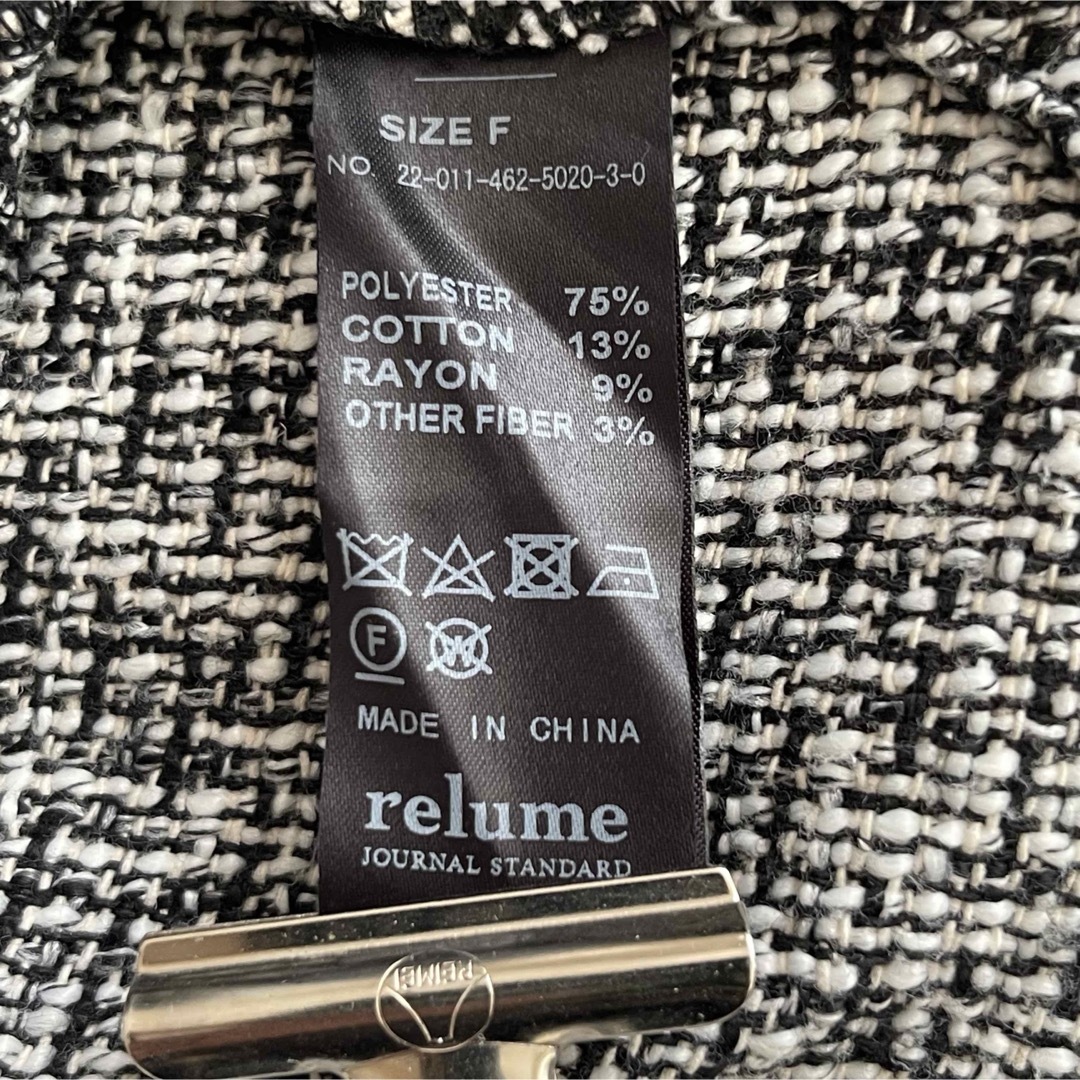 SIZE F
NO. 22-011-462-5020-3-0
POLYESTER 75%
COTTON 13%
RAYON 9%
OTHER FIBER 3%
F W
MADE IN CHINA
relume
JOURNAL STANDARD
REIMEI